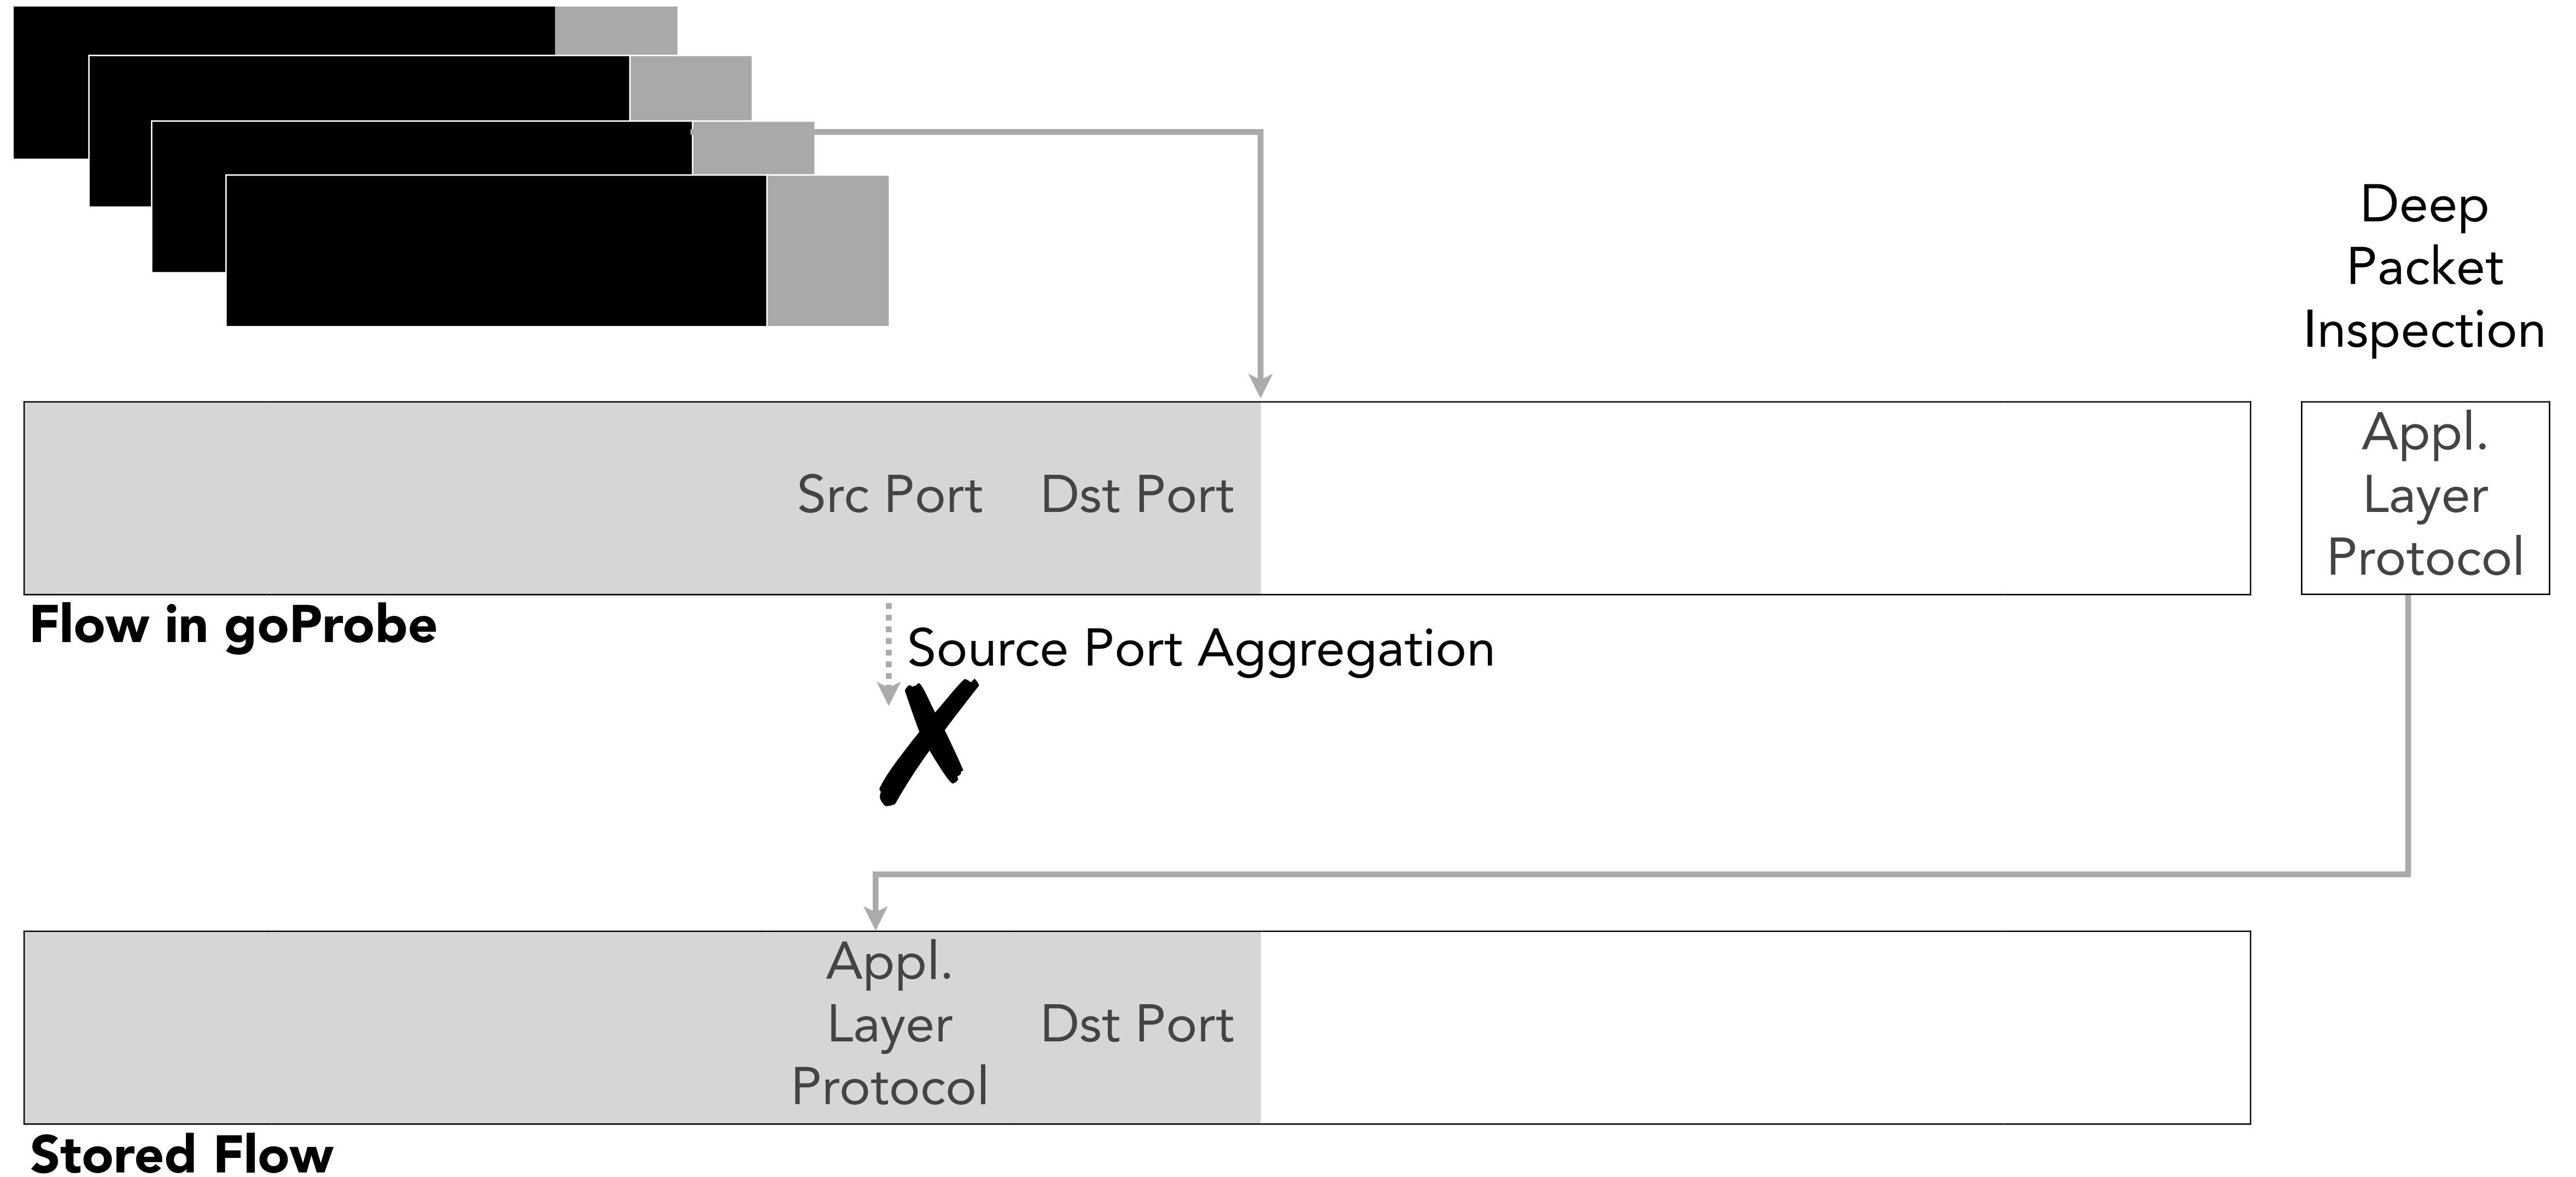 Deep
Packet
Inspection
Src Port Dst Port
Appl.
Layer
Protocol
Flow in goProbe
Source Port Aggregation
Appl.
Layer
Protocol
Dst Port
Stored Flow